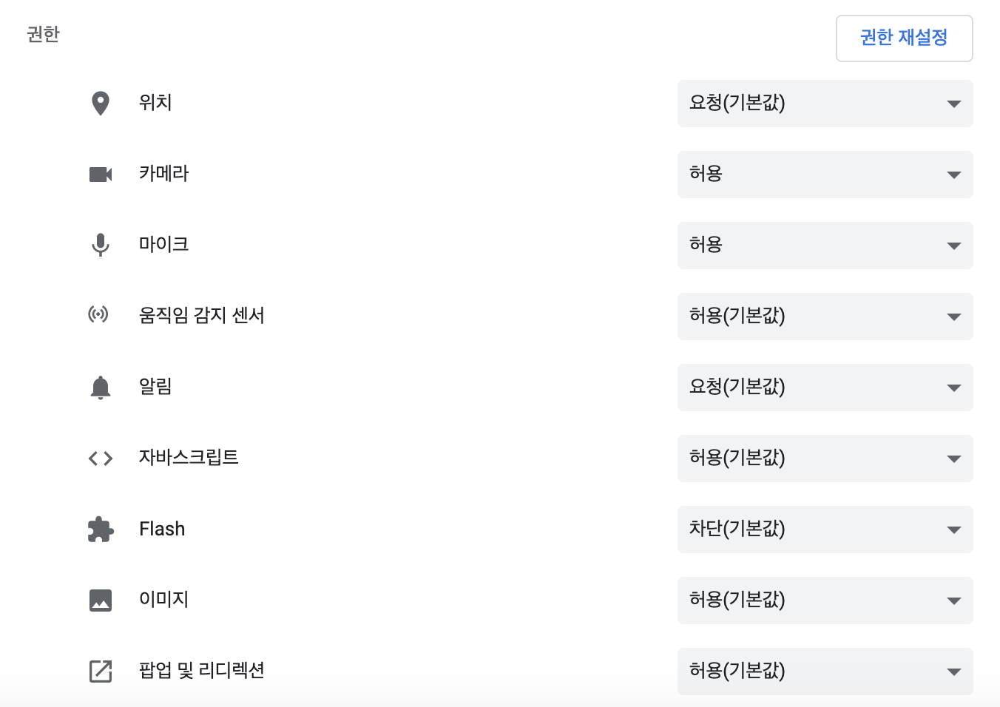 권한
권한 재설정
위치
요청(기본값)
카메라
허용
마이크
허용
움직임 감지 센서
허용(기본값)
알림
요청(기본값)
자바스크립트
허용(기본값)
Flash
차단(기본값)
이미지
허용(기본값)
팝업 및 리디렉션
허용(기본값)